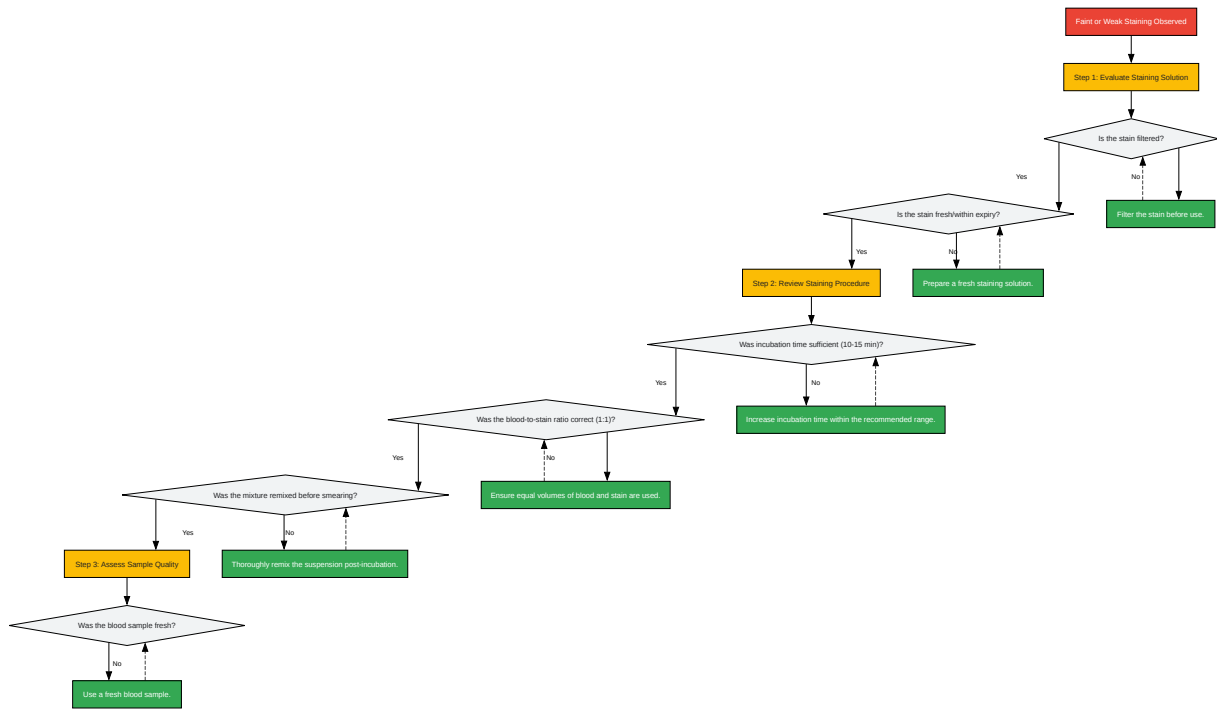 Faint or Weak Staining Observed
Step 1: Evaluate Staining Solution
Is the stain filtered?
Yes
No
Is the stain fresh/within expiry?
Filter the stain before use.
Yes
No
Step 2: Review Staining Procedure
Prepare a fresh staining solution.
Was incubation time sufficient (10-15 min)?
Yes
No
Was the blood-to-stain ratio correct (1:1)?
Increase incubation time within the recommended range.
Yes
No
Was the mixture remixed before smearing?
Ensure equal volumes of blood and stain are used.
Yes
No
Step 3: Assess Sample Quality
Thoroughly remix the suspension post-incubation.
Was the blood sample fresh?
No
Use a fresh blood sample.